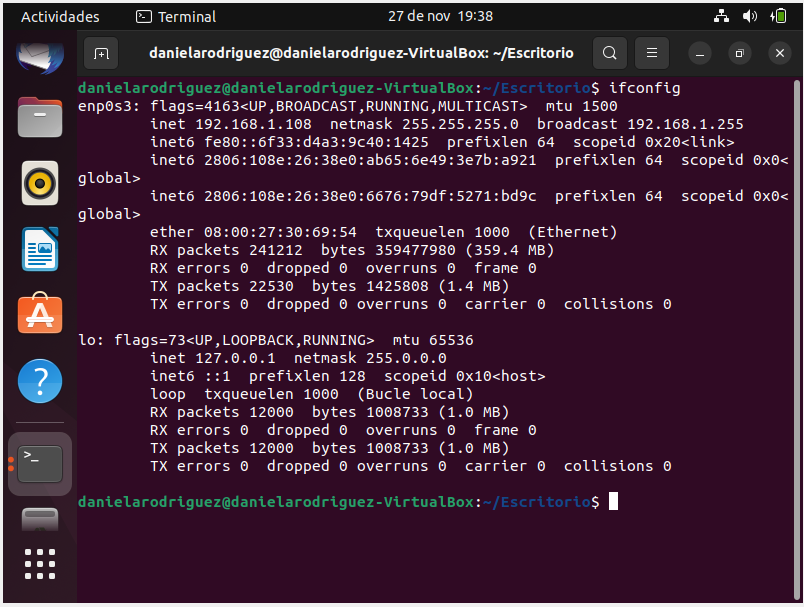 Actividades Terminal 27 de nov 19:38
danielarodriguez@danielarodriguez-VirtualBox: ~/Escritorio
danielarodriguez@danielarodriguez-VirtualBox:~/Escritorio$ ifconfig
enp0s3: flags=4163<UP,BROADCAST,RUNNING,MULTICAST>  mtu 1500
        inet 192.168.1.108  netmask 255.255.255.0  broadcast 192.168.1.255
        inet6 fe80::6f33:d4a3:9c40:1425  prefixlen 64  scopeid 0x20<link>
        inet6 2806:108e:26:38e0:ab65:6e49:3e7b:a921  prefixlen 64  scopeid 0x0<
global>
        inet6 2806:108e:26:38e0:6676:79df:5271:bd9c  prefixlen 64  scopeid 0x0<
global>
        ether 08:00:27:30:69:54  txqueuelen 1000  (Ethernet)
        RX packets 241212  bytes 359477980 (359.4 MB)
        RX errors 0  dropped 0  overruns 0  frame 0
        TX packets 22530  bytes 1425808 (1.4 MB)
        TX errors 0  dropped 0 overruns 0  carrier 0  collisions 0

lo: flags=73<UP,LOOPBACK,RUNNING>  mtu 65536
        inet 127.0.0.1  netmask 255.0.0.0
        inet6 ::1  prefixlen 128  scopeid 0x10<host>
        loop  txqueuelen 1000  (Bucle local)
        RX packets 12000  bytes 1008733 (1.0 MB)
        RX errors 0  dropped 0  overruns 0  frame 0
        TX packets 12000  bytes 1008733 (1.0 MB)
        TX errors 0  dropped 0 overruns 0  carrier 0  collisions 0

danielarodriguez@danielarodriguez-VirtualBox:~/Escritorio$